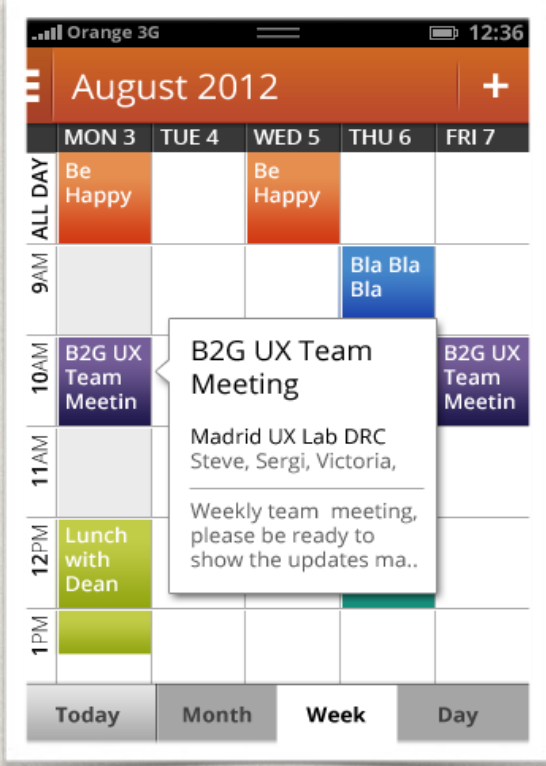 Orange 3G 12:36
August 2012 +
MON 3 TUE 4 WED 5 THU 6 FRI 7
ALL DAY
Be
Happy
Be
Happy
9AM
Bla Bla
Bla
10AM
B2G UX
Team
Meetin
B2G UX Team
Meeting
Madrid UX Lab DRC
Steve, Sergi, Victoria,
Weekly team meeting,
please be ready to
show the updates ma..
B2G UX
Team
Meetin
11AM
12PM
Lunch
with
Dean
1PM
Today Month Week Day